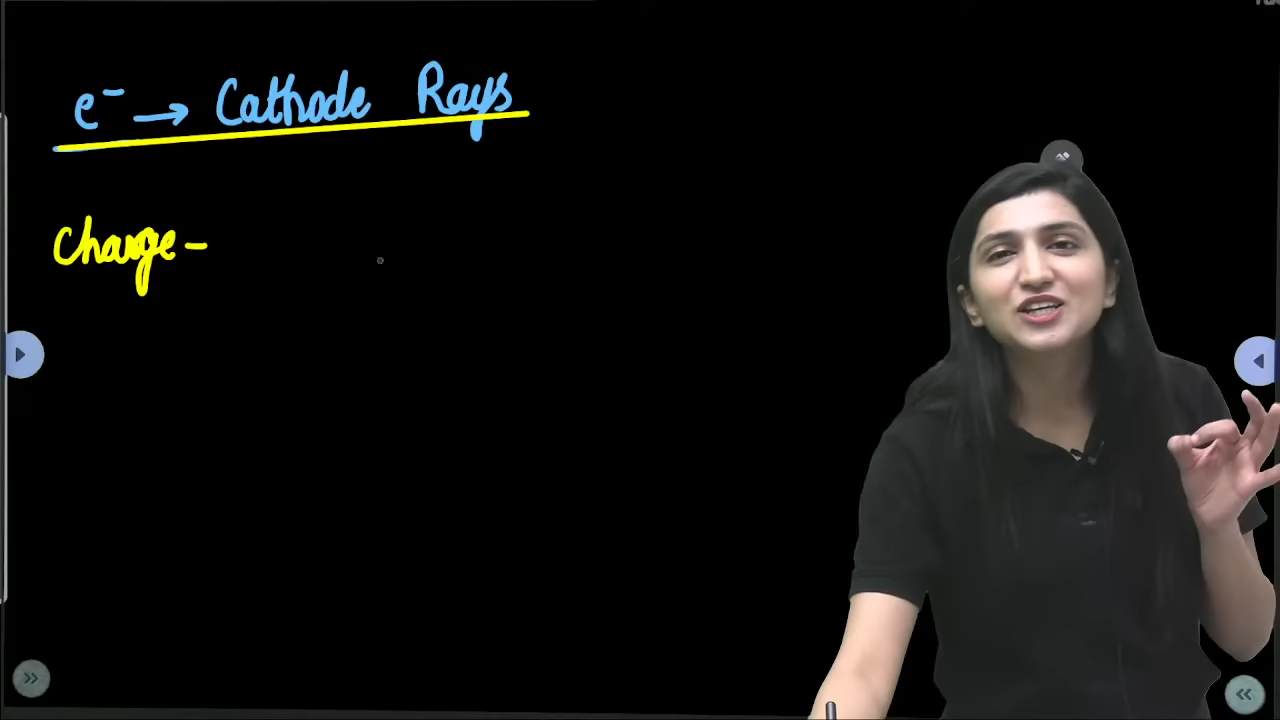 e⁻ → Cathode Rays
Charge -